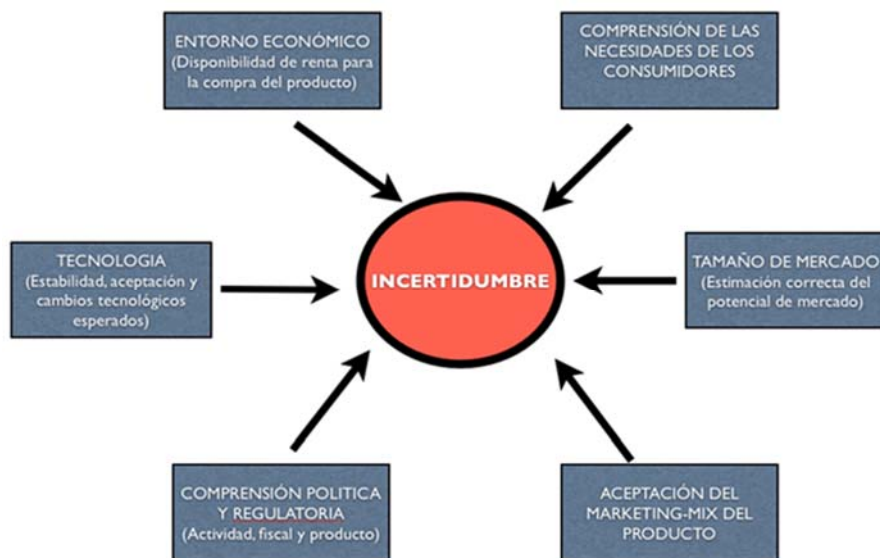 ENTORNO ECONÓMICO
(Disponibilidad de renta para
la compra del producto)
COMPRENSIÓN DE LAS
NECESIDADES DE LOS
CONSUMIDORES
TECNOLOGIA
(Estabilidad, aceptación y
cambios tecnológicos
esperados)
INCERTIDUMBRE
TAMAÑO DE MERCADO
(Estimación correcta del
potencial de mercado)
COMPRENSIÓN POLITICA
Y REGULATORIA
(Actividad, fiscal y producto)
ACEPTACIÓN DEL
MARKETING-MIX DEL
PRODUCTO